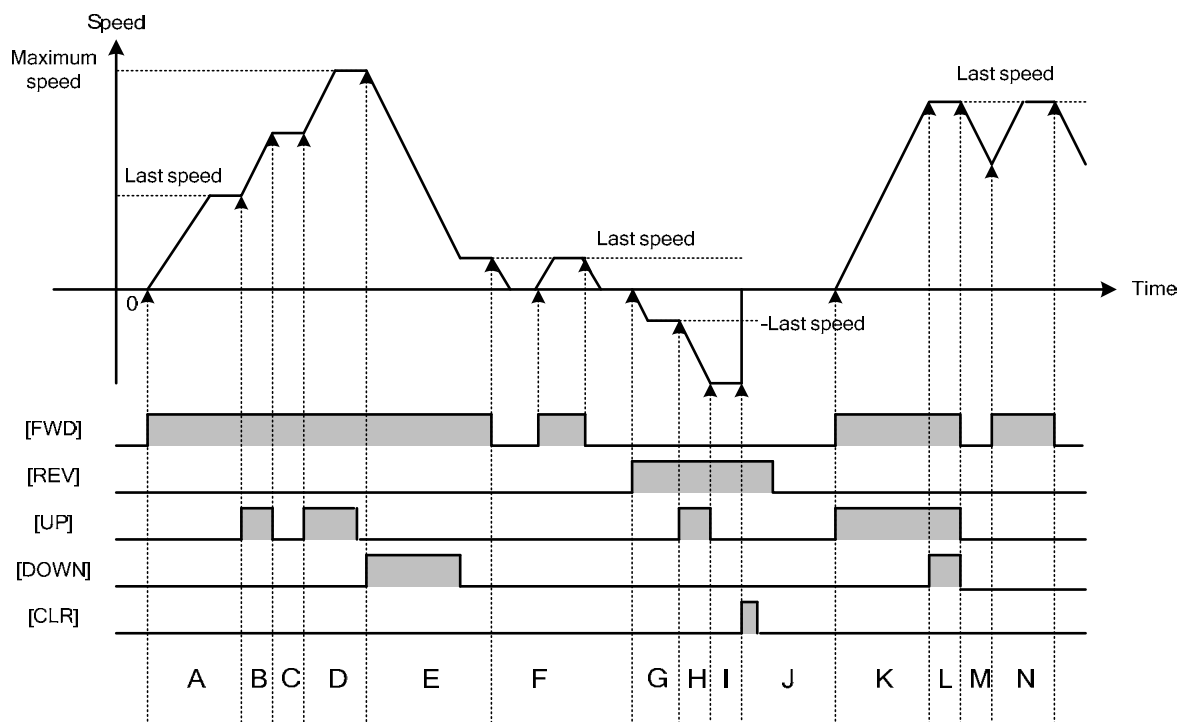 Speed
Maximum
speed
Last speed
Last speed
Last speed
0
Time
-Last speed
[FWD]
[REV]
[UP]
[DOWN]
[CLR]
A B C D E F G H I J K L M N